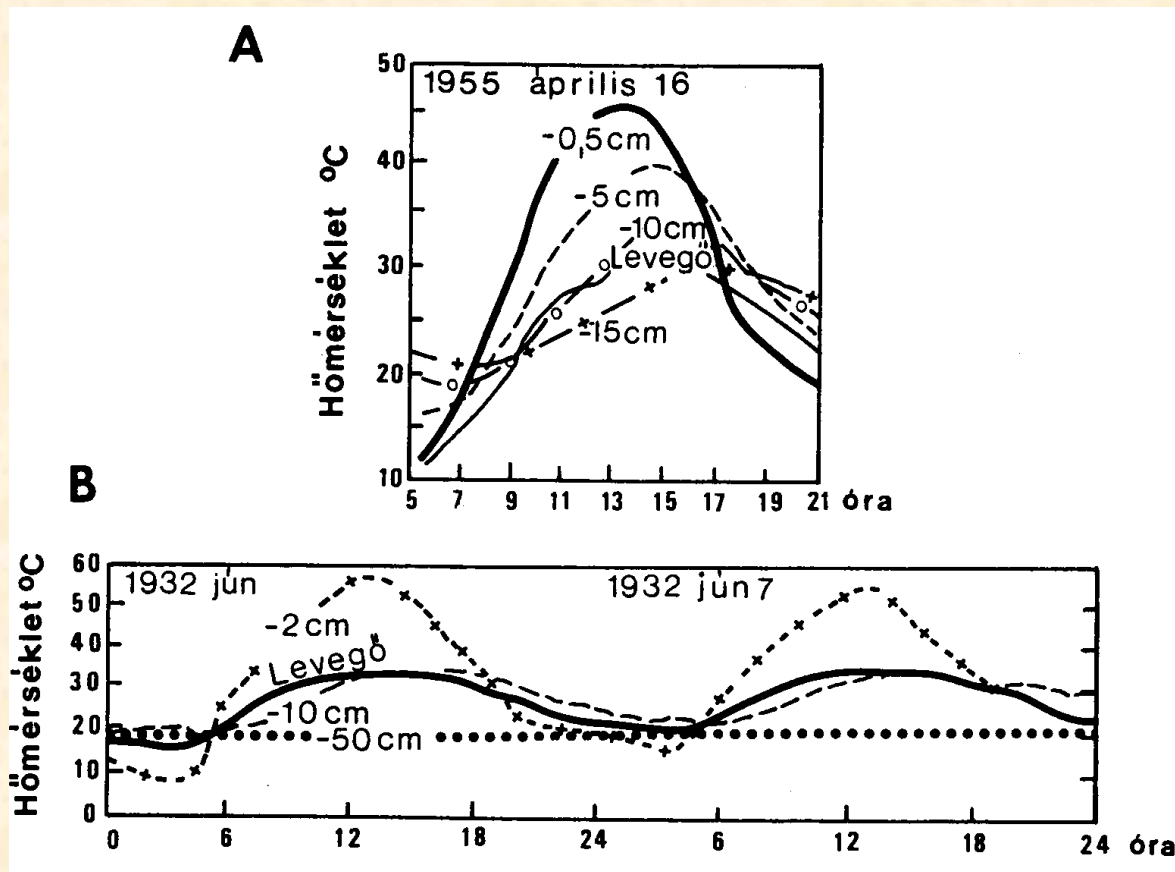 A
1955 április 16
Hőmérséklet ºC
50
40
30
20
10
-0,5cm
-5cm
-10cm
Levegő
-15cm
5 7 9 11 13 15 17 19 21 óra
B
1932 jún
1932 jún 7
Hőmérséklet ºC
60
50
40
30
20
10
0
-2cm
Levegő
-10cm
-50cm
0 6 12 18 24 6 12 24 óra